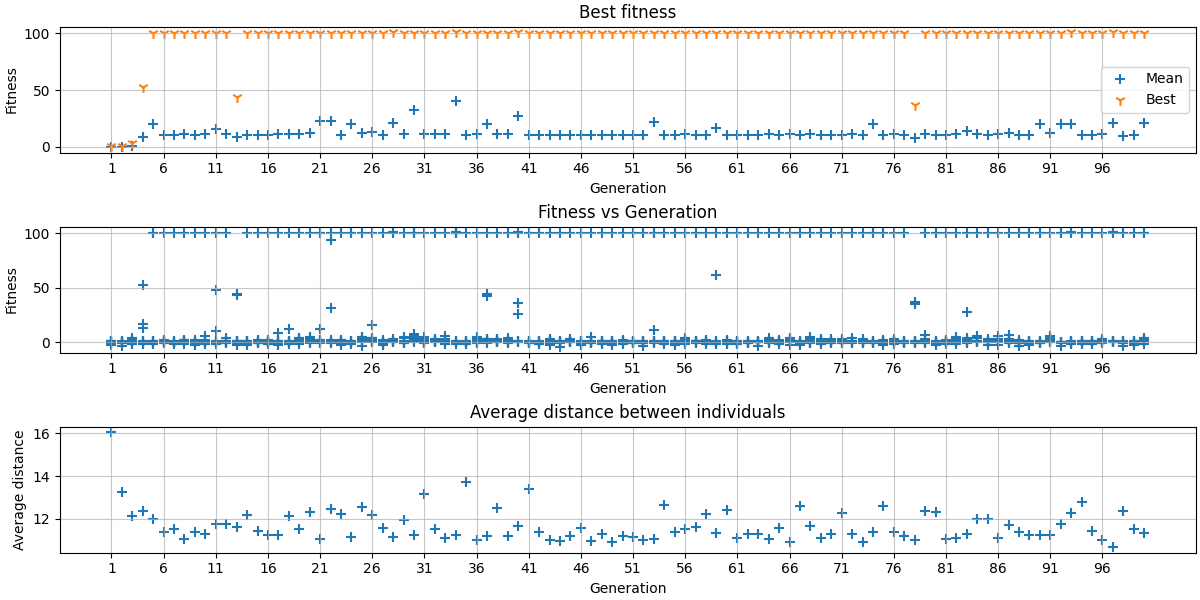 Best fitness
Fitness
100
50
0
Mean
Best
1 6 11 16 21 26 31 36 41 46 51 56 61 66 71 76 81 86 91 96
Generation
Fitness vs Generation
Fitness
100
50
0
1 6 11 16 21 26 31 36 41 46 51 56 61 66 71 76 81 86 91 96
Generation
Average distance between individuals
Average distance
16
14
12
1 6 11 16 21 26 31 36 41 46 51 56 61 66 71 76 81 86 91 96
Generation